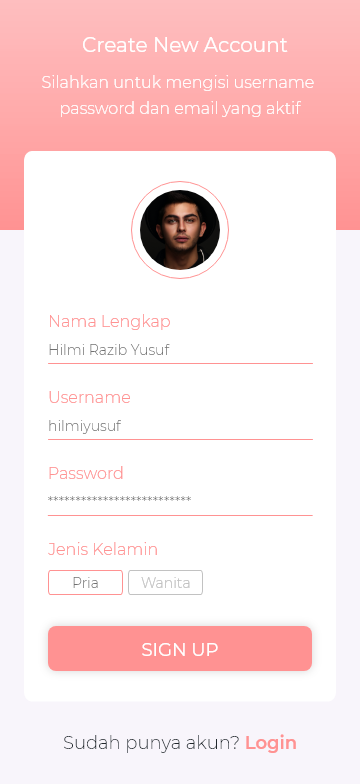 Create New Account
Silahkan untuk mengisi username
password dan email yang aktif
Nama Lengkap
Hilmi Razib Yusuf
Username
hilmiyusuf
Password
**************************
Jenis Kelamin
Pria Wanita
SIGN UP
Sudah punya akun? Login